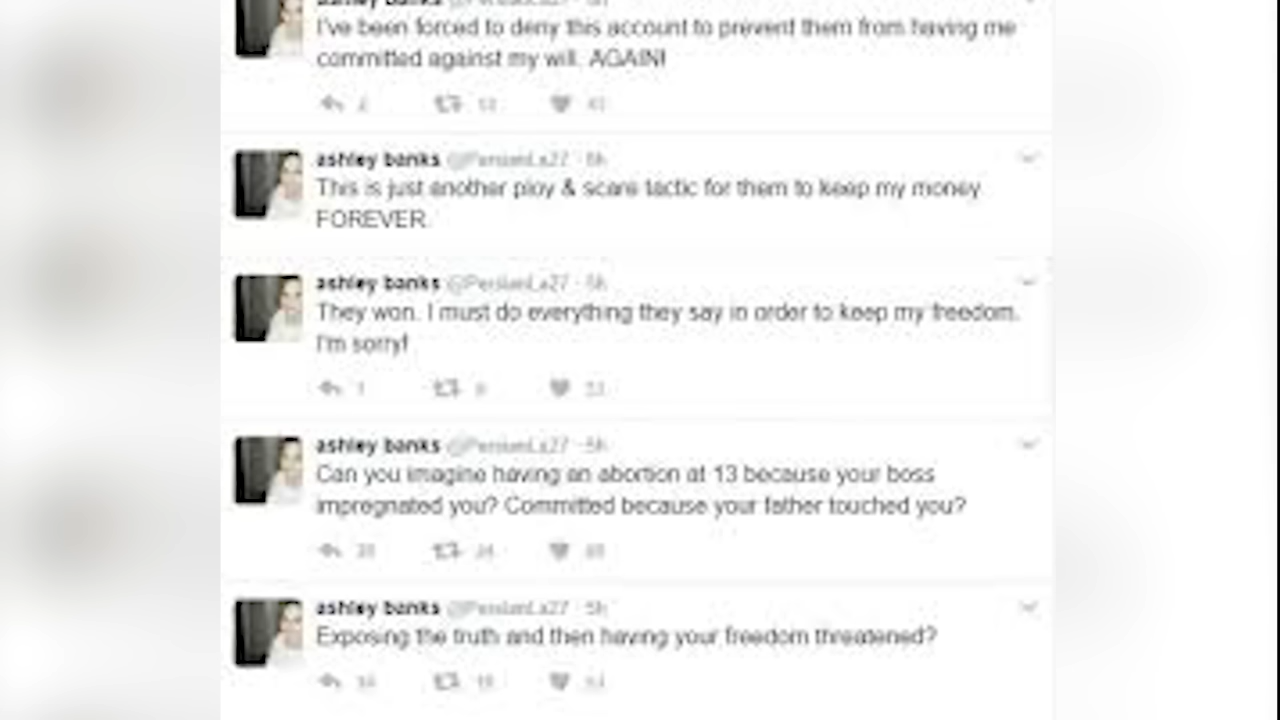 I've been forced to deny this account to prevent them from having me
committed against my will. AGAIN!
ashley banks
This is just another ploy & scare tactic for them to keep my money
FOREVER.
ashley banks 5h
They won. I must do everything they say in order to keep my freedom.
I'm sorry!
ashley banks 5h
Can you imagine having an abortion at 13 because your boss
impregnated you? Committed because your father touched you?
24
ashley banks 5h
Exposing the truth and then having your freedom threatened?